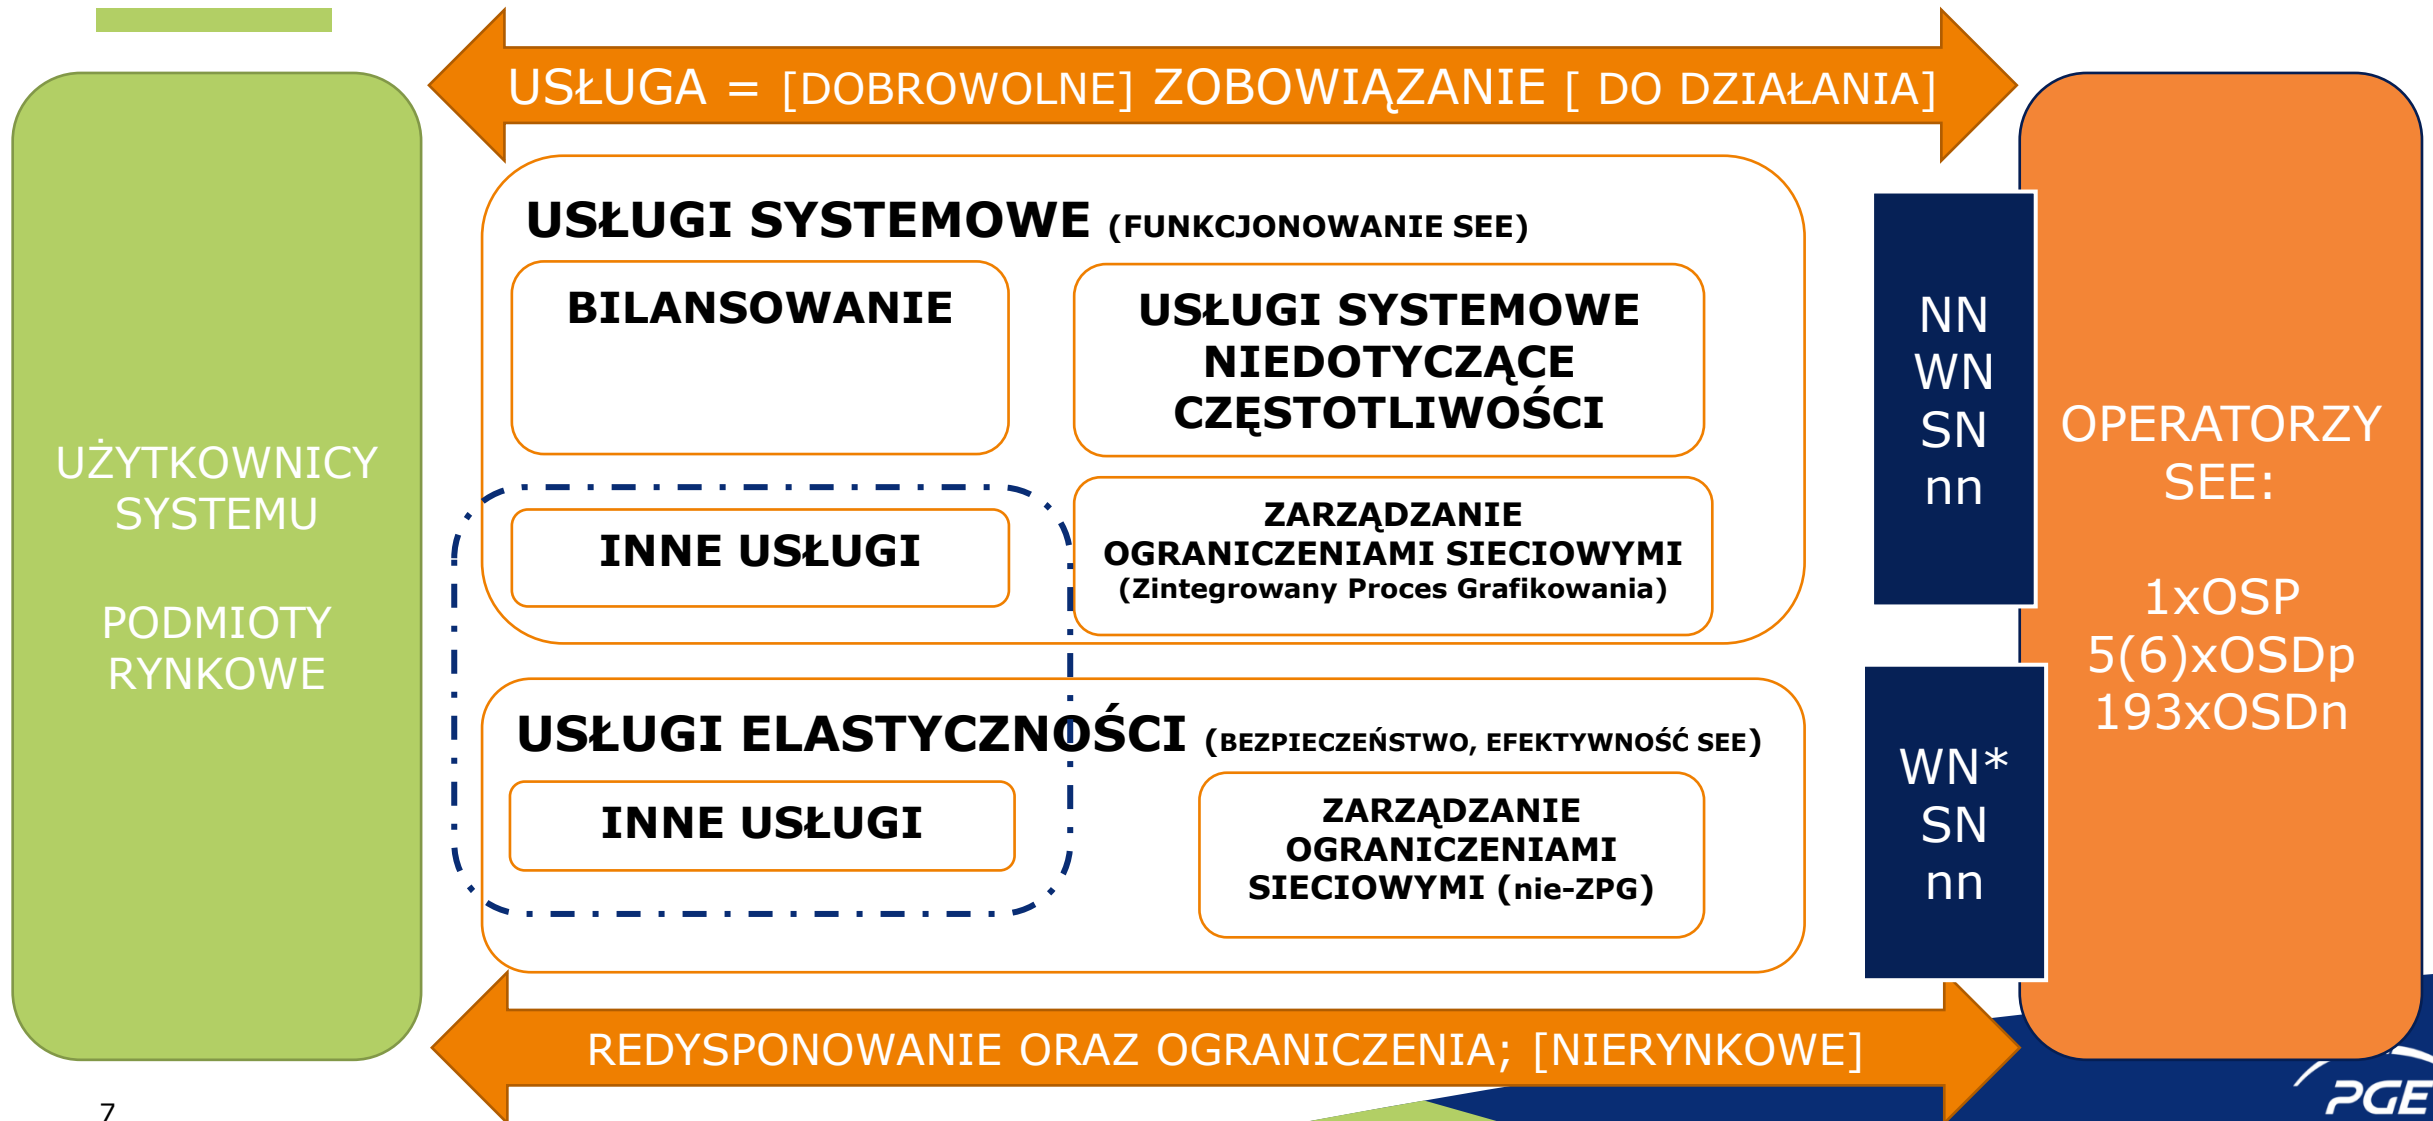 USŁUGA = [DOBROWOLNE] ZOBOWIĄZANIE [ DO DZIAŁANIA]
UŻYTKOWNICY
SYSTEMU
PODMIOTY
RYNKOWE
USŁUGI SYSTEMOWE (FUNKCJONOWANIE SEE)
BILANSOWANIE
USŁUGI SYSTEMOWE
NIEDOTYCZĄCE
CZĘSTOTLIWOŚCI
INNE USŁUGI
ZARZĄDZANIE
OGRANICZENIAMI SIECIOWYMI
(Zintegrowany Proces Grafikowania)
USŁUGI ELASTYCZNOŚCI (BEZPIECZEŃSTWO, EFEKTYWNOŚĆ SEE)
INNE USŁUGI
ZARZĄDZANIE
OGRANICZENIAMI
SIECIOWYMI (nie-ZPG)
NN
WN
SN
nn
WN*
SN
nn
OPERATORZY
SEE:
1xOSP
5(6)xOSDp
193xOSDn
REDYSPONOWANIE ORAZ OGRANICZENIA; [NIERYNKOWE]
7
PGE